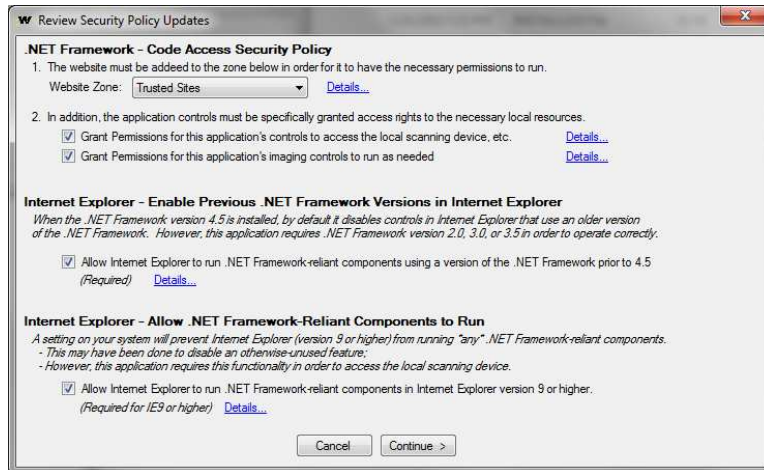 W Review Security Policy Updates
.NET Framework - Code Access Security Policy
1. The website must be addeed to the zone below in order for it to have the necessary permissions to run.
Website Zone: Trusted Sites Details...
2. In addition, the application controls must be specifically granted access rights to the necessary local resources.
Grant Permissions for this application's controls to access the local scanning device, etc. Details...
Grant Permissions for this application's imaging controls to run as needed Details...
Internet Explorer - Enable Previous .NET Framework Versions in Internet Explorer
When the .NET Framework version 4.5 is installed, by default it disables controls in Internet Explorer that use an older version
of the .NET Framework. However, this application requires .NET Framework version 2.0, 3.0, or 3.5 in order to operate correctly.
Allow Internet Explorer to run .NET Framework-reliant components using a version of the .NET Framework prior to 4.5
(Required) Details...
Internet Explorer - Allow .NET Framework-Reliant Components to Run
A setting on your system will prevent Internet Explorer (version 9 or higher) from running *any* .NET Framework-reliant components.
- This may have been done to disable an otherwise-unused feature;
- However, this application requires this functionality in order to access the local scanning device.
Allow Internet Explorer to run .NET Framework-reliant components in Internet Explorer version 9 or higher.
(Required for IE9 or higher) Details...
Cancel Continue >